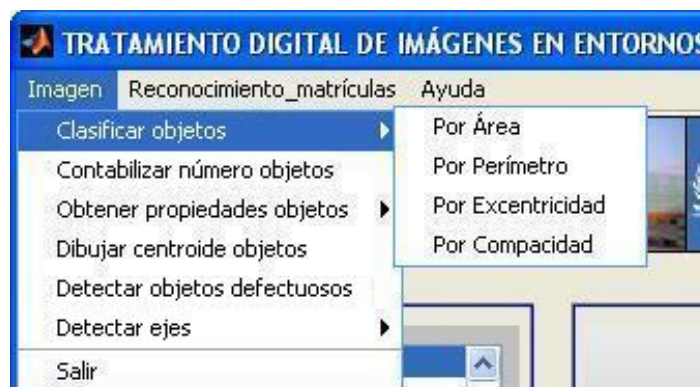 TRATAMIENTO DIGITAL DE IMÁGENES EN ENTORNOS
Imagen Reconocimiento_matrículas Ayuda
Clasificar objetos
Contabilizar número objetos
Obtener propiedades objetos
Dibujar centroide objetos
Detectar objetos defectuosos
Detectar ejes
Salir
Por Área
Por Perímetro
Por Excentricidad
Por Compacidad